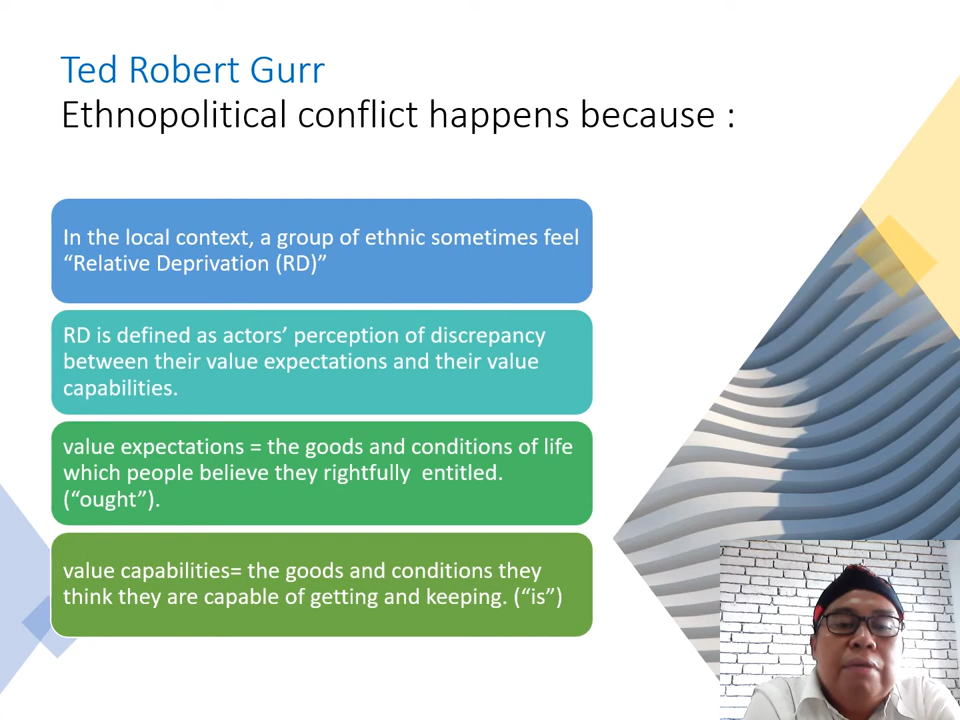 Ted Robert Gurr
Ethnopolitical conflict happens because :
In the local context, a group of ethnic sometimes feel
“Relative Deprivation (RD)”
RD is defined as actors’ perception of discrepancy
between their value expectations and their value
capabilities.
value expectations = the goods and conditions of life
which people believe they rightfully  entitled.
(“ought”).
value capabilities= the goods and conditions they
think they are capable of getting and keeping. (“is”)